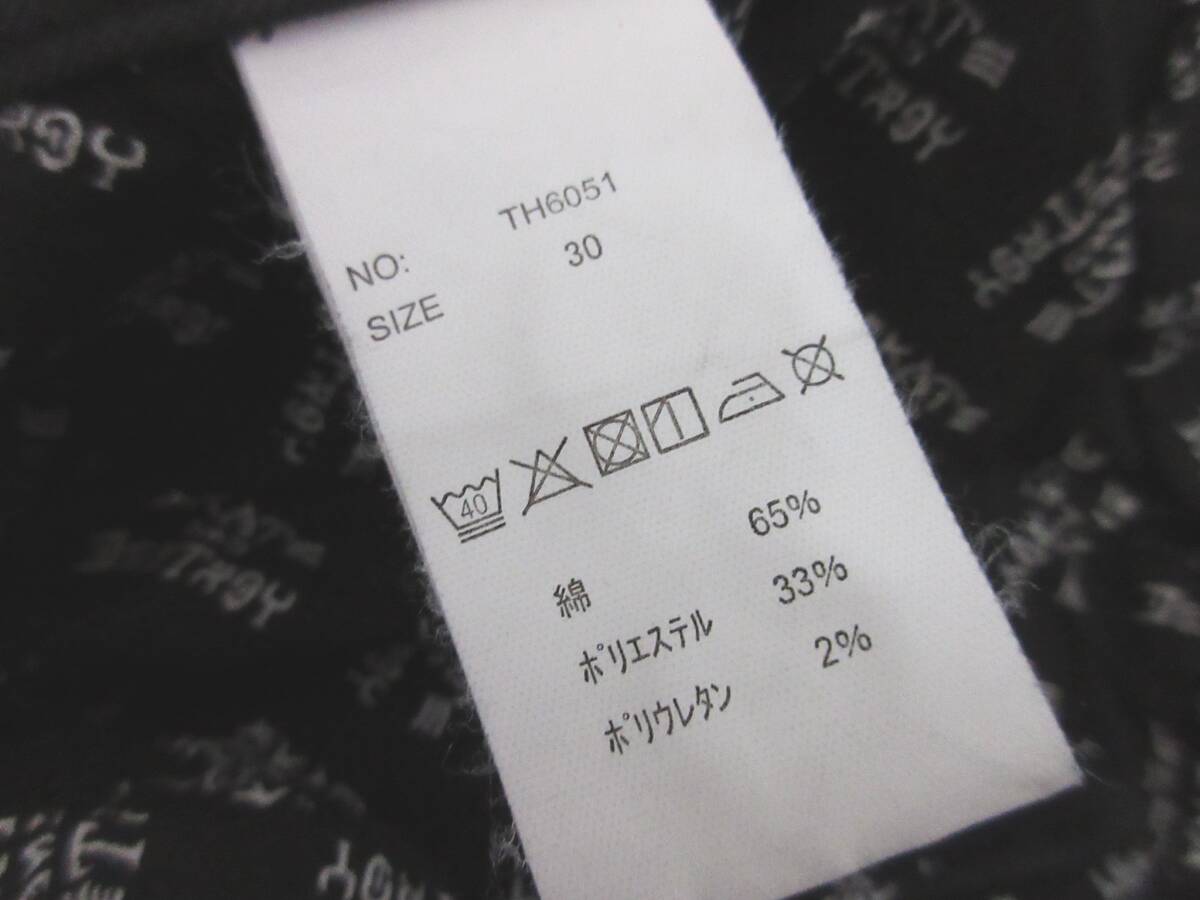 NO: TH6051
SIZE 30
40
綿 65%
ポリエステル 33%
ポリウレタン 2%